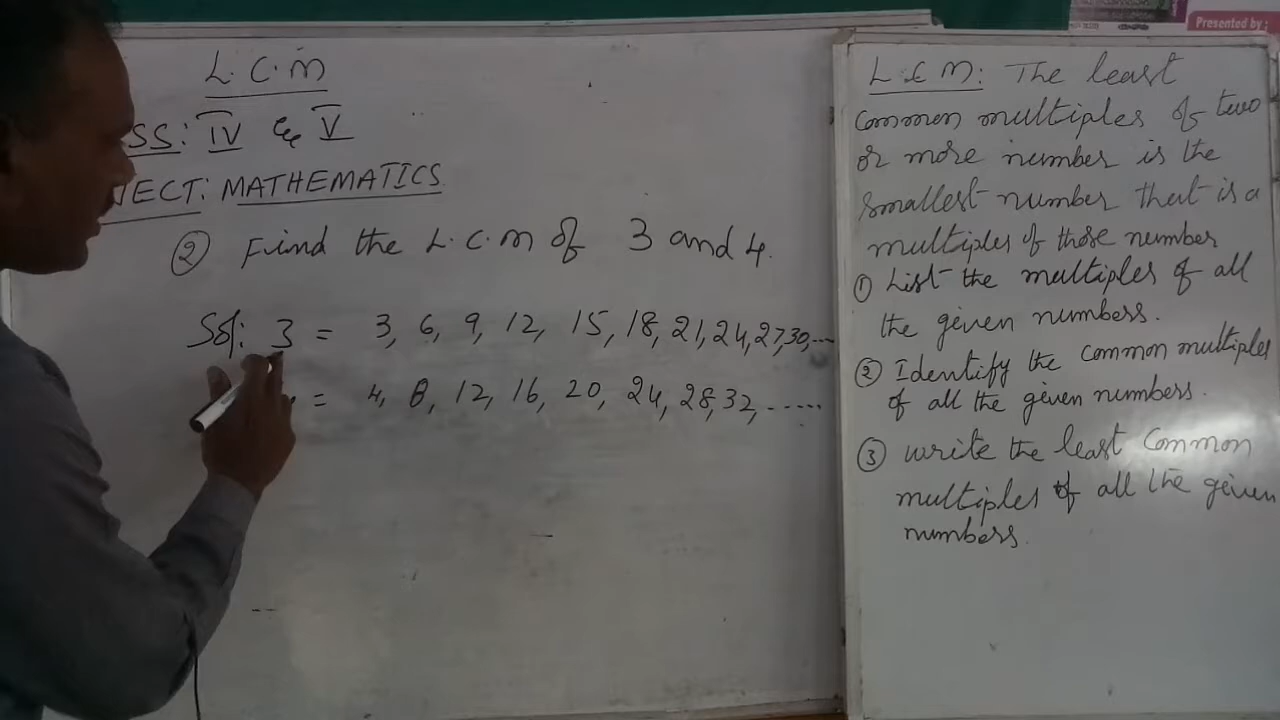 L.C.M
SS: IV & V
JECT: MATHEMATICS
② Find the L.C.M of 3 and 4.
Sol: 3 = 3, 6, 9, 12, 15, 18, 21, 24, 27, 30, ...
= 4, 8, 12, 16, 20, 24, 28, 32, ......
Presented by :
L.C.M: The least
common multiples of two
or more number is the
smallest number that is a
multiples of those number
① List the multiples of all
the given numbers.
② Identify the common multiples
of all the given numbers.
③ write the least Common
multiples of all the given
numbers.